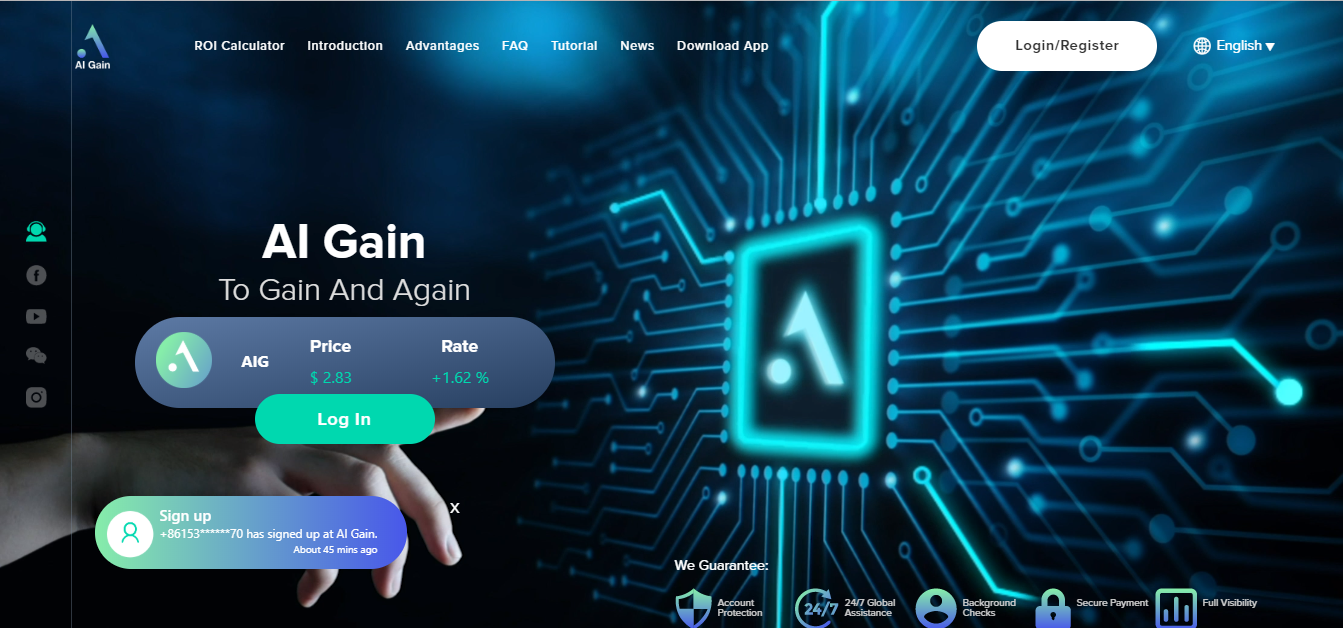 AI Gain
ROI Calculator
Introduction
Advantages
FAQ
Tutorial
News
Download App
Login/Register
English ▾
AI Gain
To Gain And Again
AIG
Price
$ 2.83
Rate
+1.62 %
Log In
X
Sign up
+86153******70 has signed up at AI Gain.
About 45 mins ago
We Guarantee:
Account
Protection
24/7
24/7 Global
Assistance
Background
Checks
Secure Payment
Full Visibility